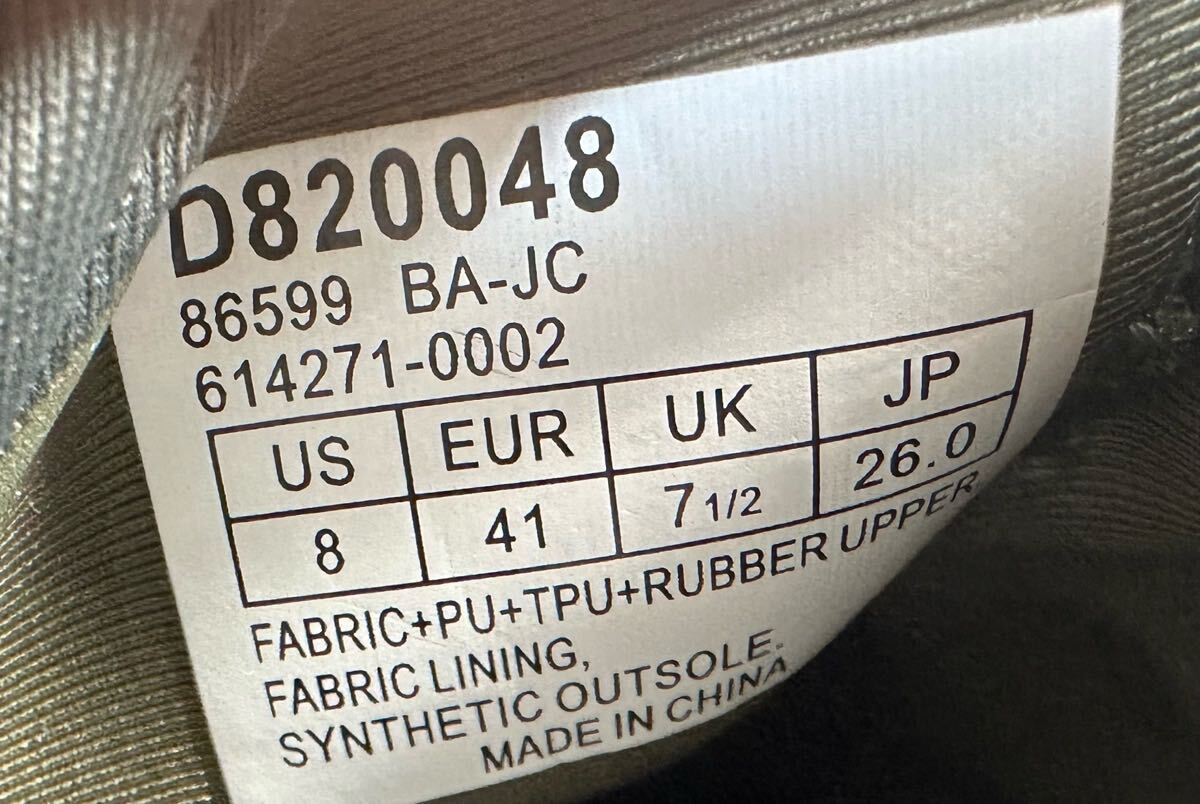 D820048
86599 BA-JC
614271-0002
US EUR UK JP
8 41 7 1/2 26.0
FABRIC+PU+TPU+RUBBER UPPER
FABRIC LINING,
SYNTHETIC OUTSOLE.
MADE IN CHINA